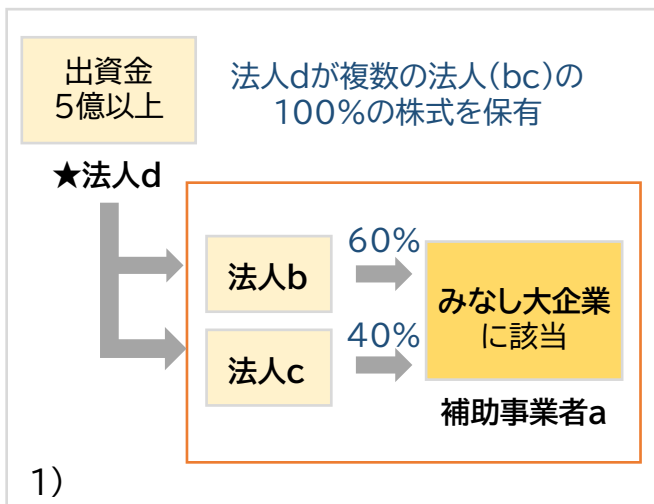 出資金
5億以上
法人dが複数の法人(bc)の
100%の株式を保有
★法人d
法人b
60%
法人c
40%
みなし大企業
に該当
補助事業者a
1)